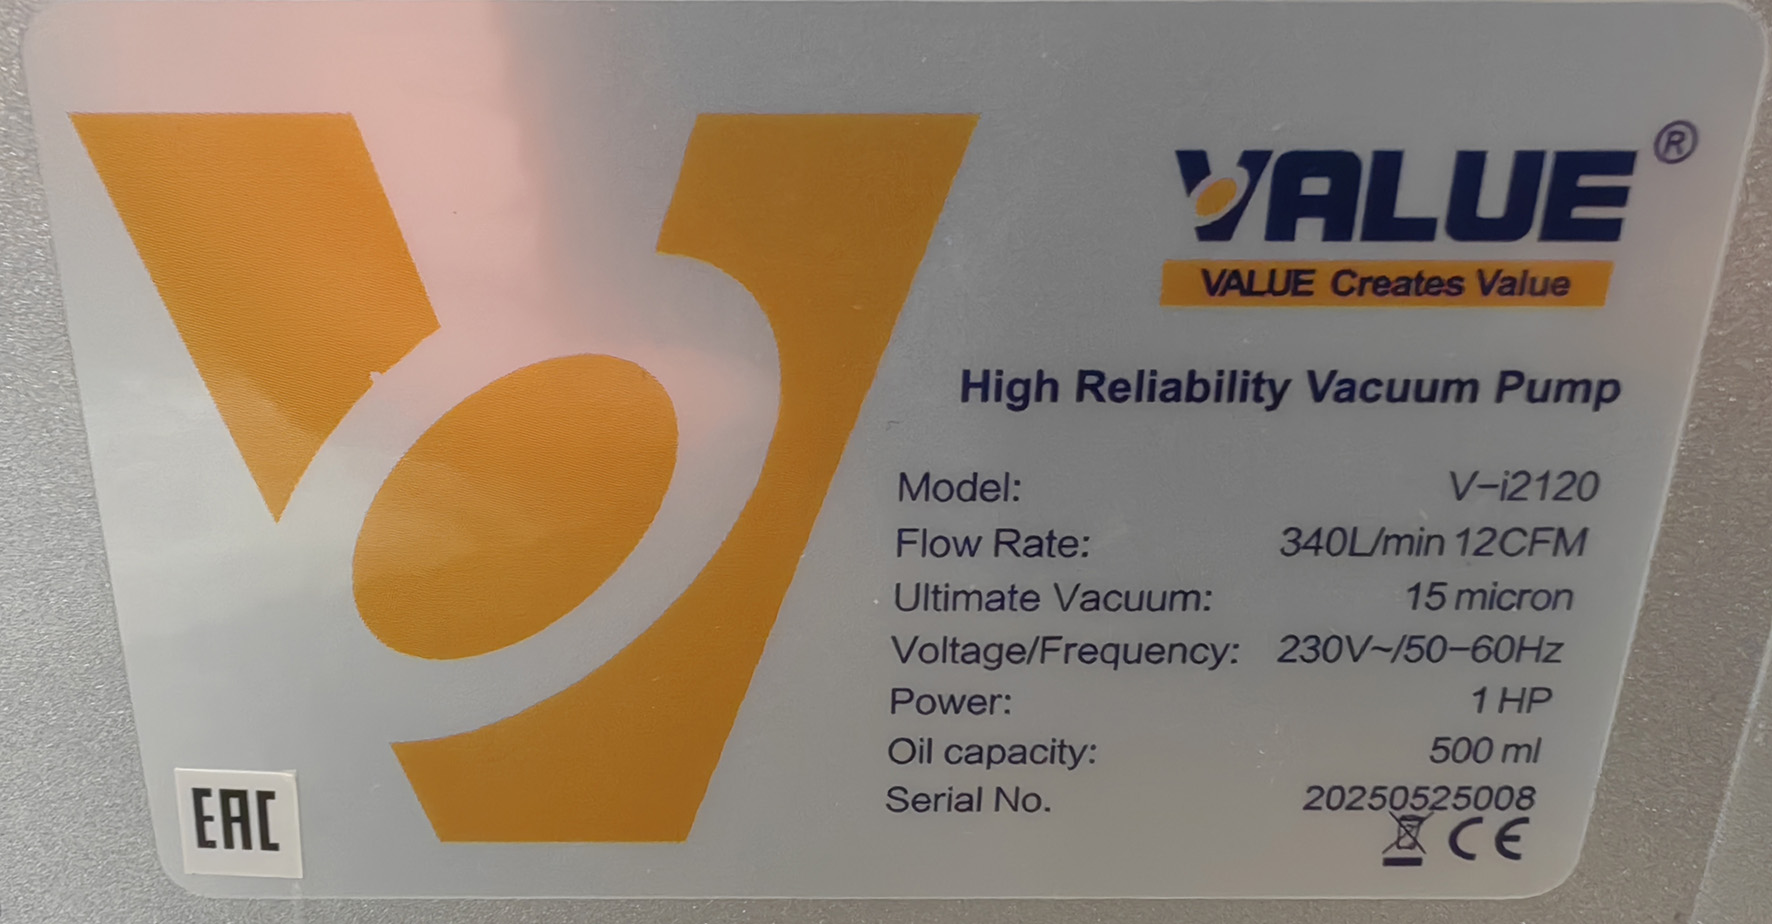 VALUE®
VALUE Creates Value
High Reliability Vacuum Pump
Model: V-i2120
Flow Rate: 340L/min 12CFM
Ultimate Vacuum: 15 micron
Voltage/Frequency: 230V~/50-60Hz
Power: 1 HP
Oil capacity: 500 ml
Serial No. 20250525008
EAC CE